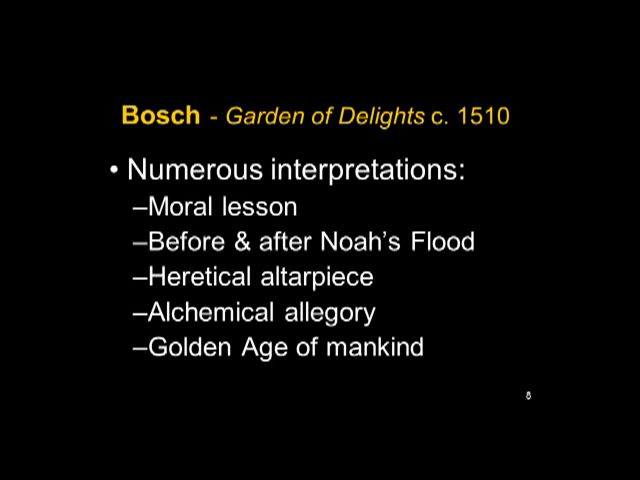 Bosch - Garden of Delights c. 1510
• Numerous interpretations:
–Moral lesson
–Before & after Noah’s Flood
–Heretical altarpiece
–Alchemical allegory
–Golden Age of mankind
8